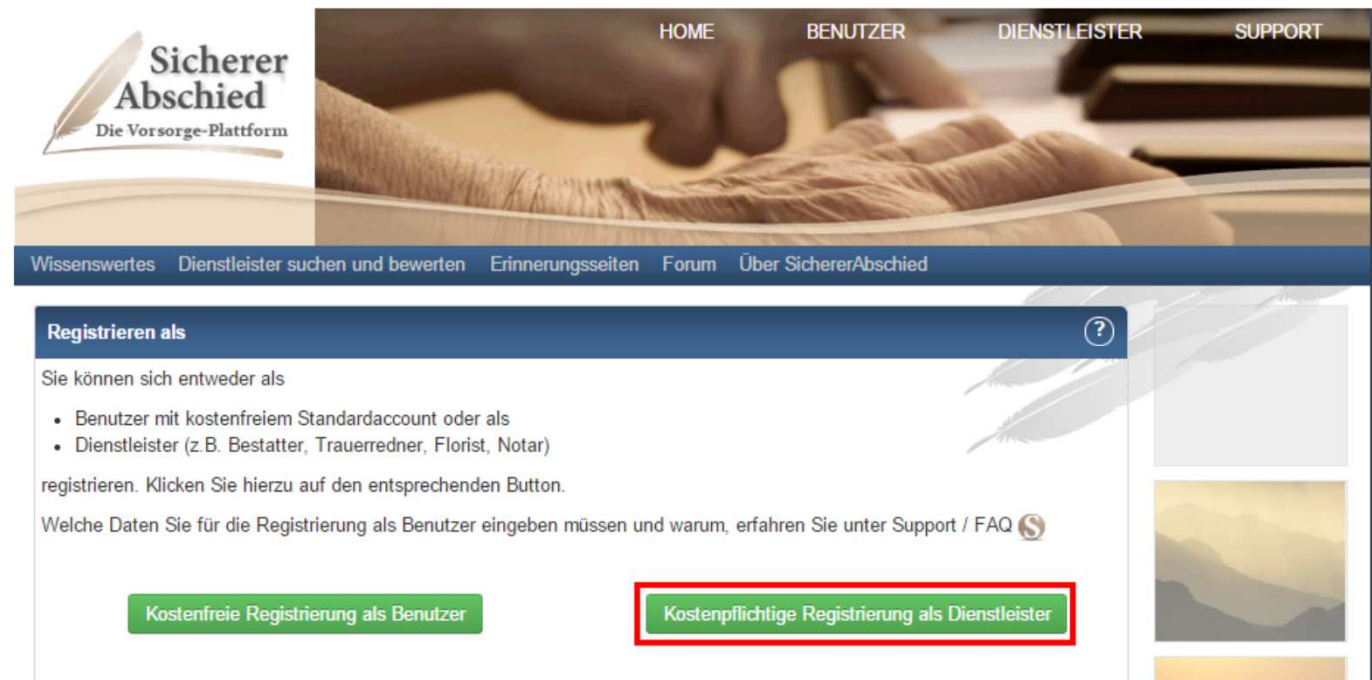 Sicherer
Abschied
Die Vorsorge-Plattform
HOME BENUTZER DIENSTLEISTER SUPPORT
Wissenswertes Dienstleister suchen und bewerten Erinnerungsseiten Forum Über SichererAbschied
Registrieren als ?
Sie können sich entweder als
• Benutzer mit kostenfreiem Standardaccount oder als
• Dienstleister (z.B. Bestatter, Trauerredner, Florist, Notar)
registrieren. Klicken Sie hierzu auf den entsprechenden Button.
Welche Daten Sie für die Registrierung als Benutzer eingeben müssen und warum, erfahren Sie unter Support / FAQ S
Kostenfreie Registrierung als Benutzer Kostenpflichtige Registrierung als Dienstleister